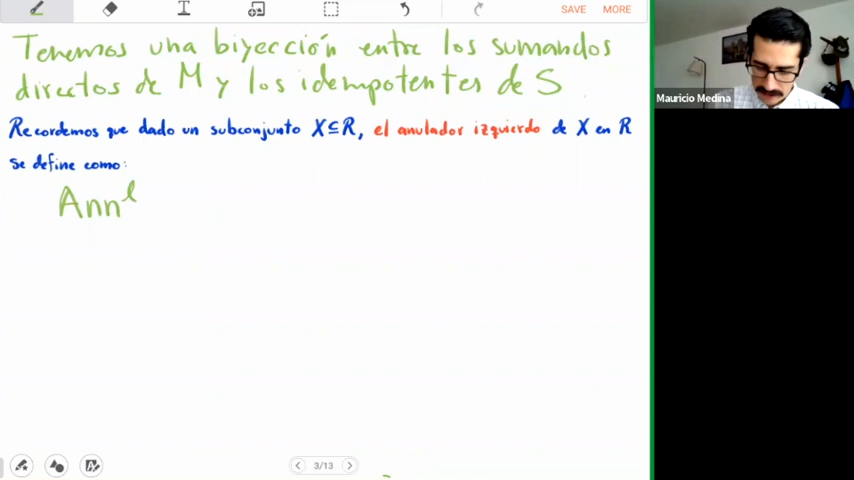 SAVE MORE
Tenemos una biyección entre los sumandos
directos de M y los idempotentes de S
Recordemos que dado un subconjunto X⊆R, el anulador izquierdo de X en R
se define como:
Annˡ
3/13
Mauricio Medina